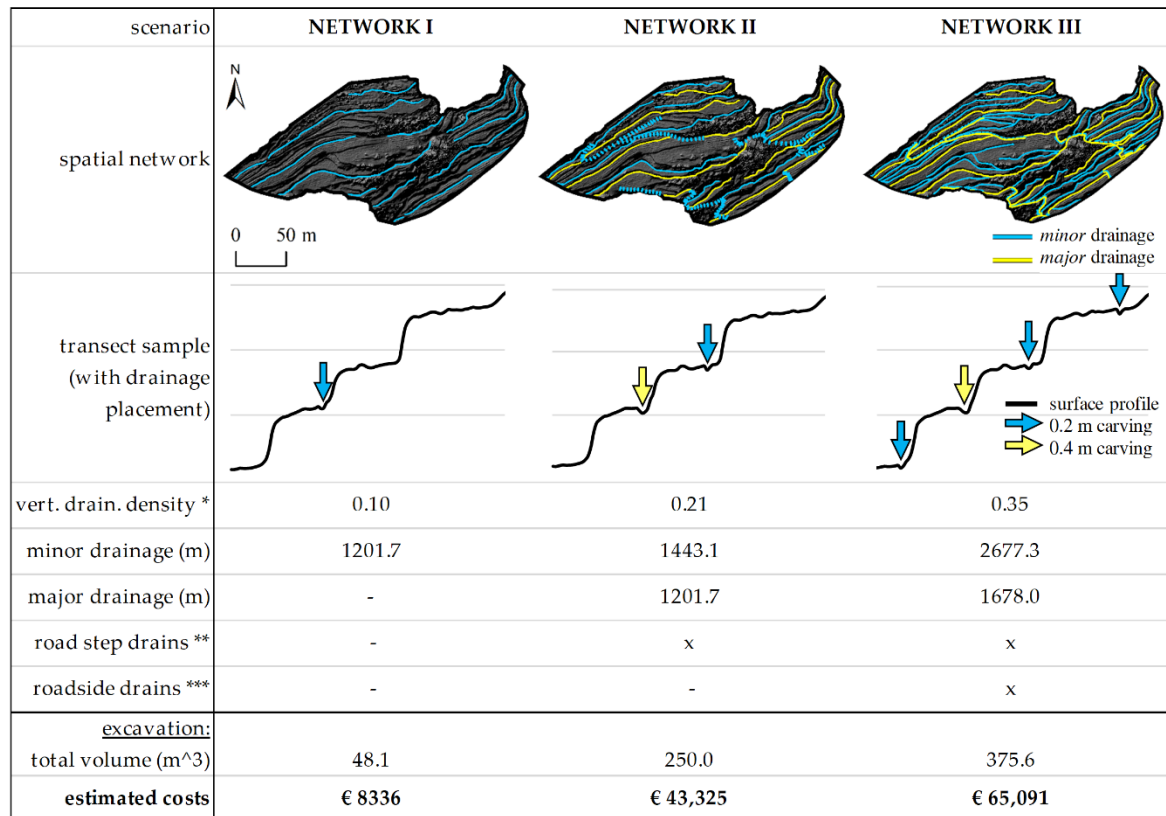 scenario NETWORK I NETWORK II NETWORK III
N
spatial network
0 50 m
minor drainage
major drainage
transect sample
(with drainage
placement)
surface profile
0.2 m carving
0.4 m carving
vert. drain. density * 0.10 0.21 0.35
minor drainage (m) 1201.7 1443.1 2677.3
major drainage (m) - 1201.7 1678.0
road step drains ** - x x
roadside drains *** - - x
excavation:
total volume (m^3) 48.1 250.0 375.6
estimated costs € 8336 € 43,325 € 65,091